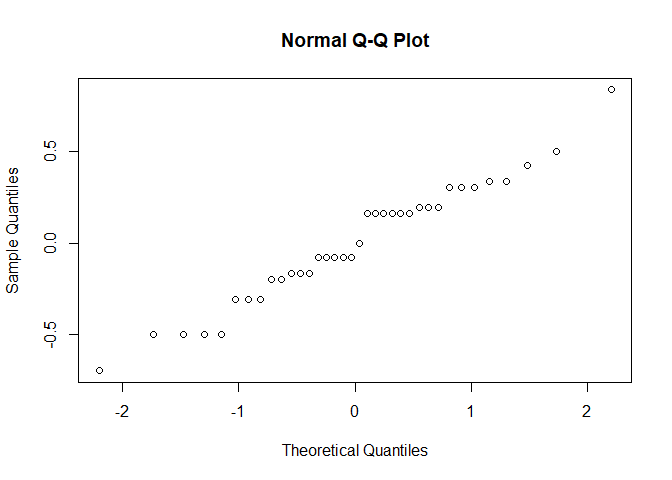 Normal Q-Q Plot
0.5
0.0
-0.5
Sample Quantiles
-2 -1 0 1 2
Theoretical Quantiles